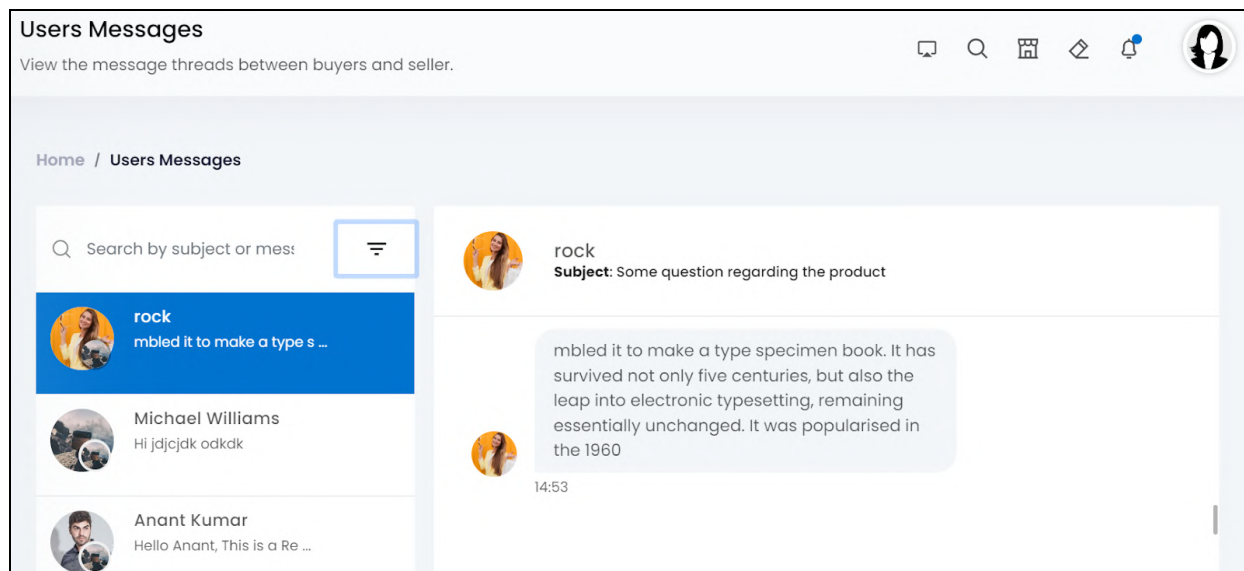 Users Messages
View the message threads between buyers and seller.
Home / Users Messages
Search by subject or mess
rock
mbled it to make a type s ...
Michael Williams
Hi jdjcjdk odkdk
Anant Kumar
Hello Anant, This is a Re ...
rock
Subject: Some question regarding the product
mbled it to make a type specimen book. It has
survived not only five centuries, but also the
leap into electronic typesetting, remaining
essentially unchanged. It was popularised in
the 1960
14:53